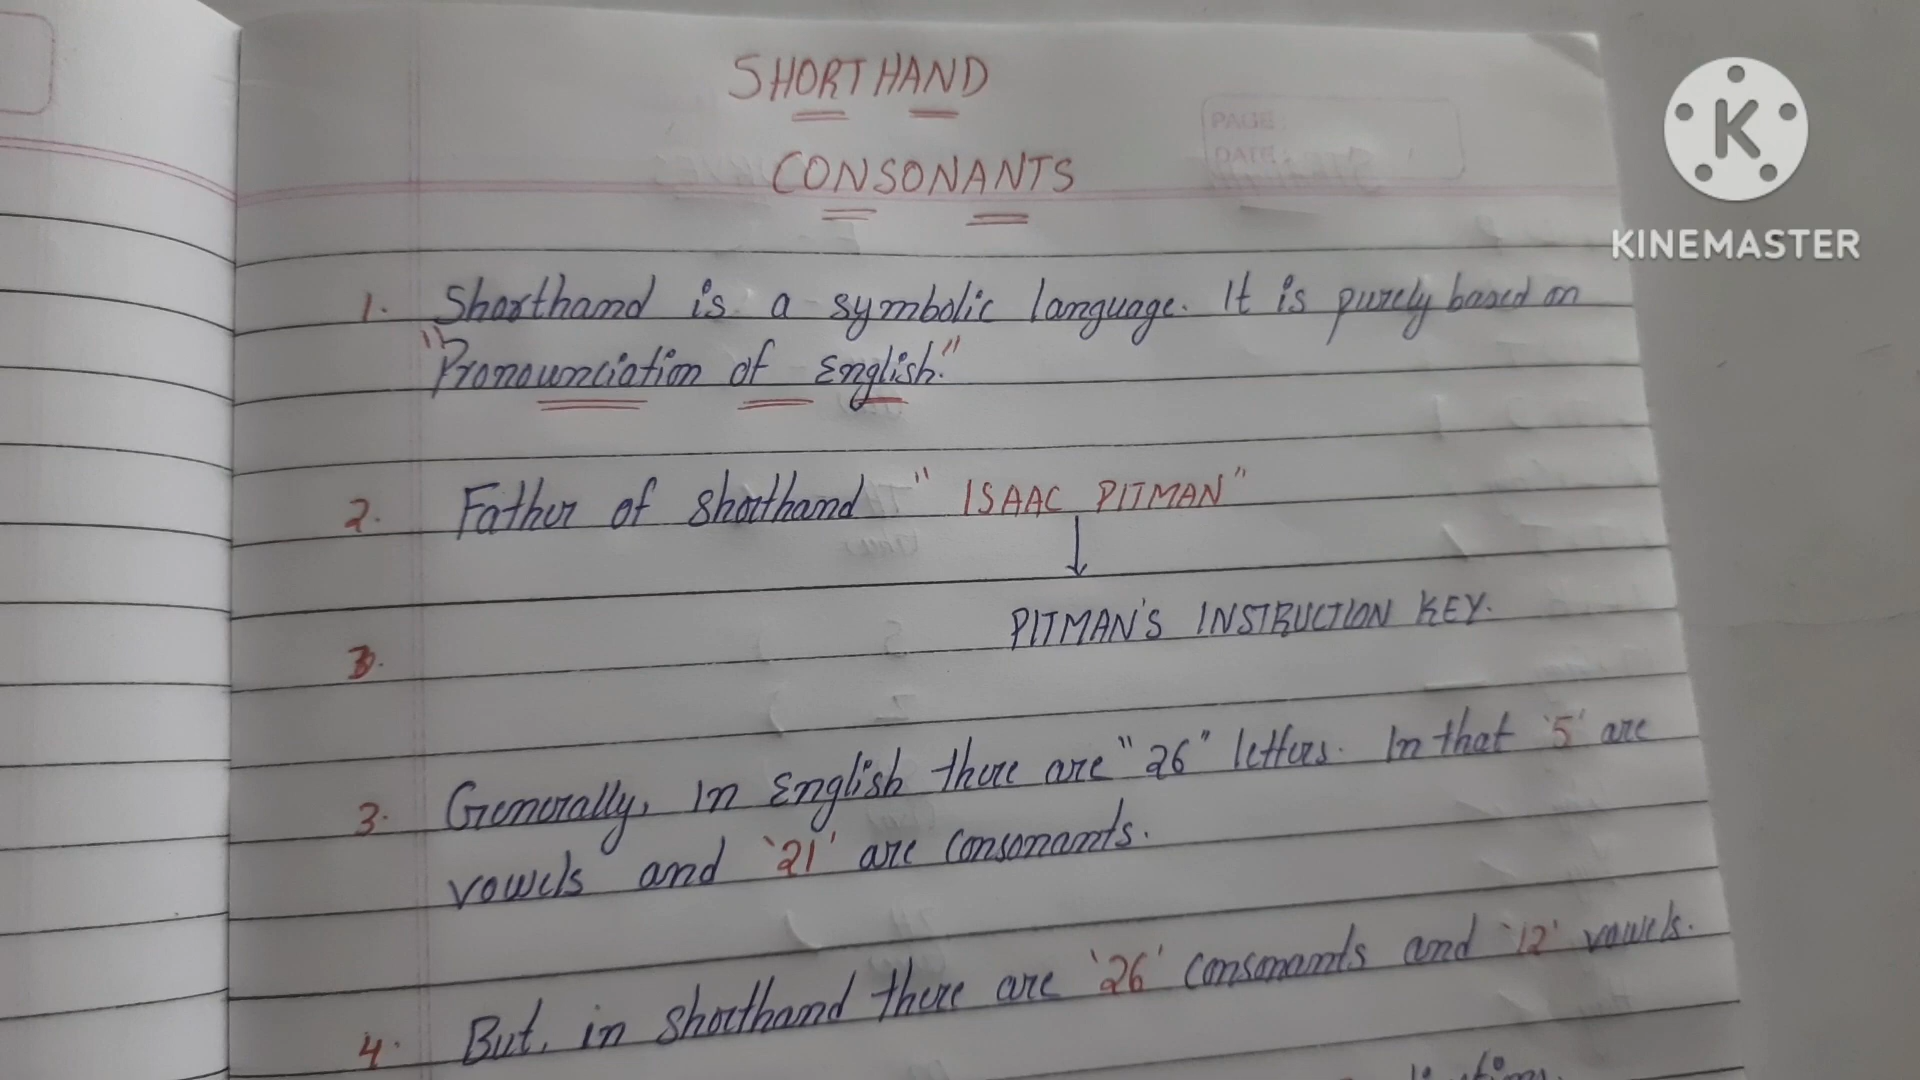 SHORTHAND
CONSONANTS
PAGE:
DATE:
K
KINEMASTER
1. Shorthand is a symbolic language. It is purely based on
"Pronounciation of English."
2. Father of shorthand "ISAAC PITMAN"
↓
PITMAN'S INSTRUCTION KEY.
3.
3. Generally, in English there are "26" letters. In that '5' are
vowels and '21' are consonants.
4. But, in shorthand there are '26' consonants and '12' vowels.